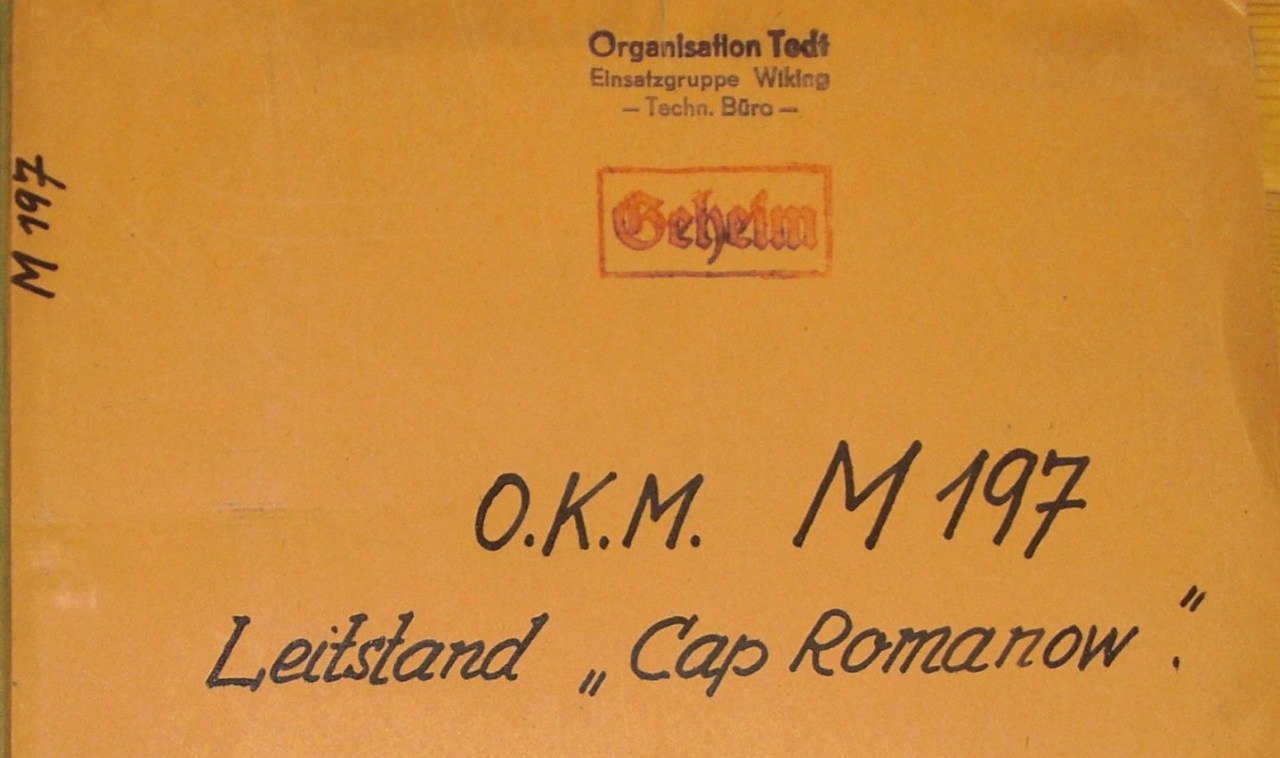 Organisation Todt
Einsatzgruppe Wiking
— Techn. Büro —
Geheim
M 197
O.K.M. M 197
Leitstand „Cap Romanow".